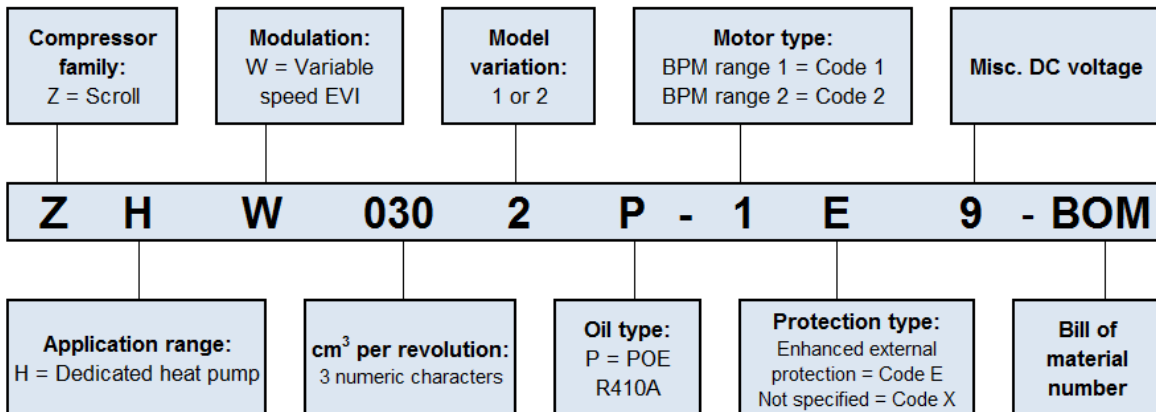 Compressor
family:
Z = Scroll
Modulation:
W = Variable
speed EVI
Model
variation:
1 or 2
Motor type:
BPM range 1 = Code 1
BPM range 2 = Code 2
Misc. DC voltage
Z H W 030 2 P - 1 E 9 - BOM
Application range:
H = Dedicated heat pump
cm³ per revolution:
3 numeric characters
Oil type:
P = POE
R410A
Protection type:
Enhanced external
protection = Code E
Not specified = Code X
Bill of
material
number